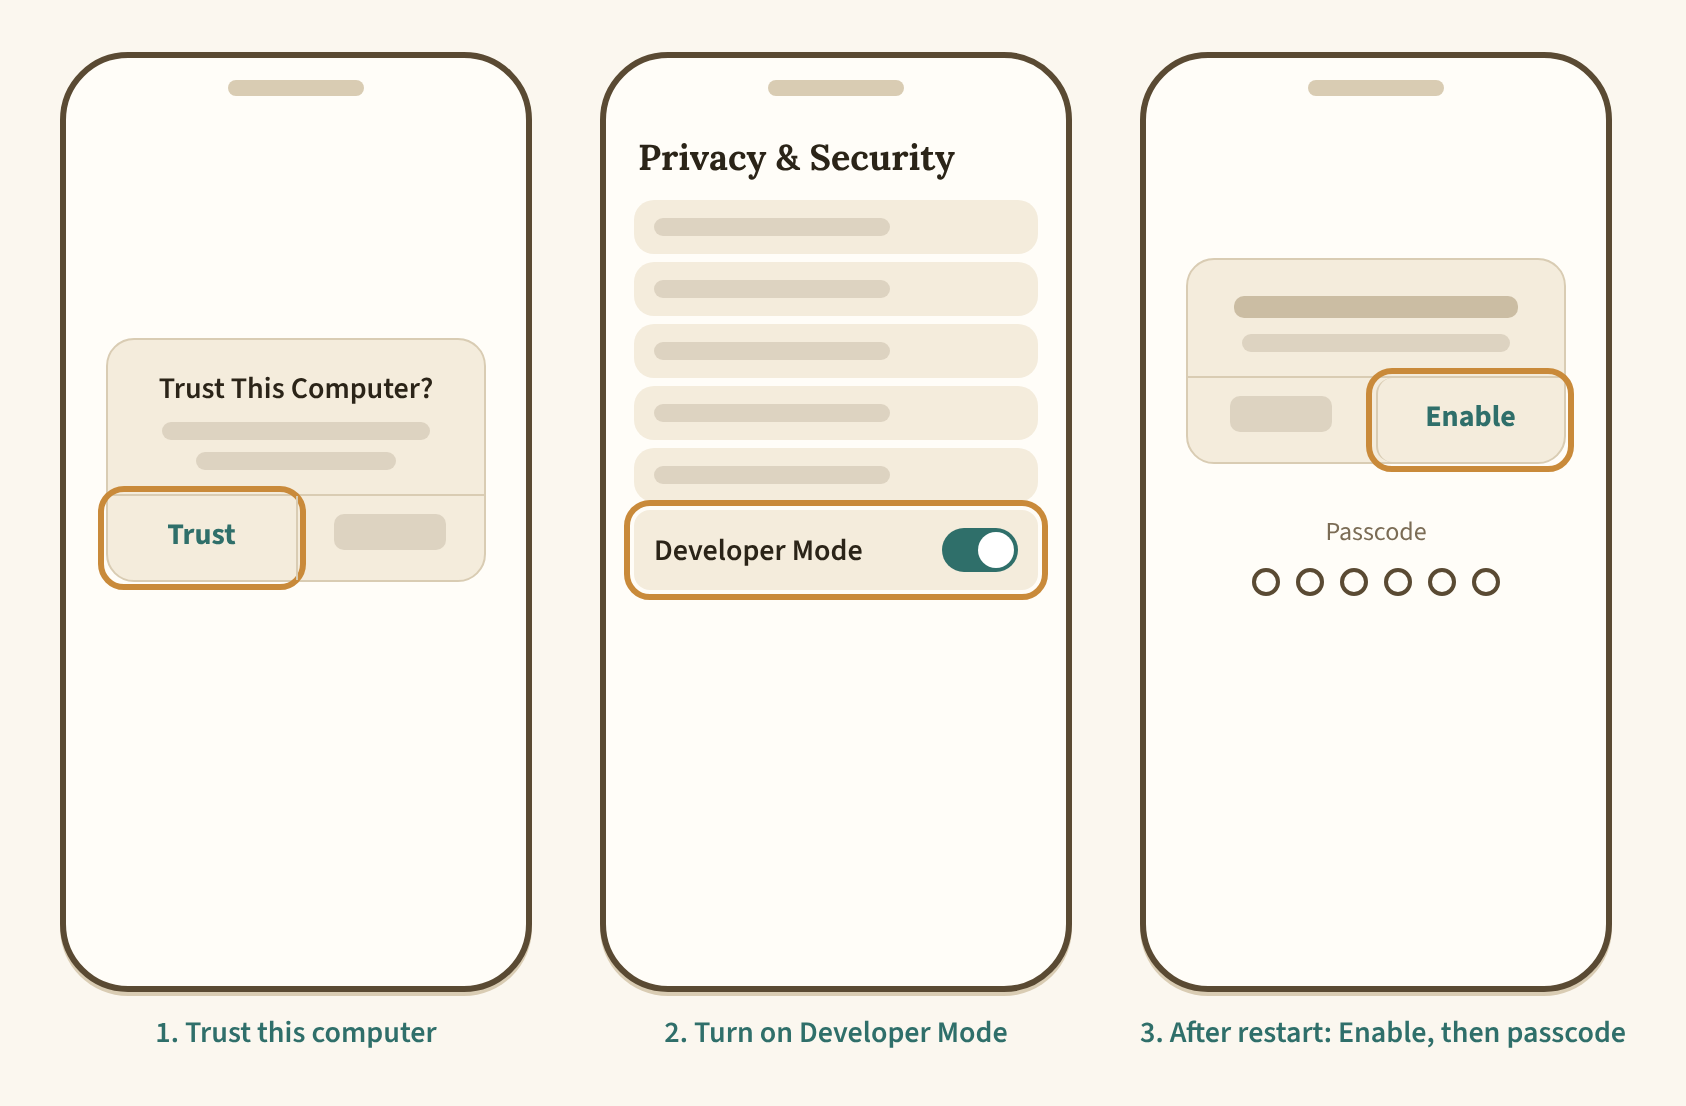 Trust This Computer?
Trust
1. Trust this computer
Privacy & Security
Developer Mode
2. Turn on Developer Mode
Enable
Passcode
3. After restart: Enable, then passcode